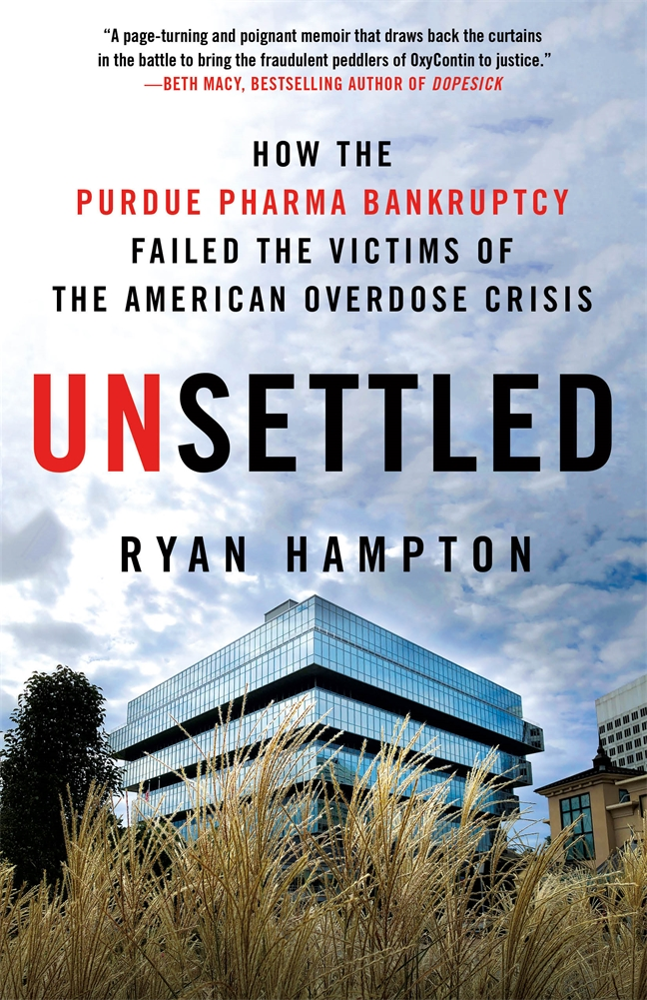 “A page-turning and poignant memoir that draws back the curtains
in the battle to bring the fraudulent peddlers of OxyContin to justice.”
—BETH MACY, BESTSELLING AUTHOR OF DOPESICK
HOW THE
PURDUE PHARMA BANKRUPTCY
FAILED THE VICTIMS OF
THE AMERICAN OVERDOSE CRISIS
UNSETTLED
RYAN HAMPTON